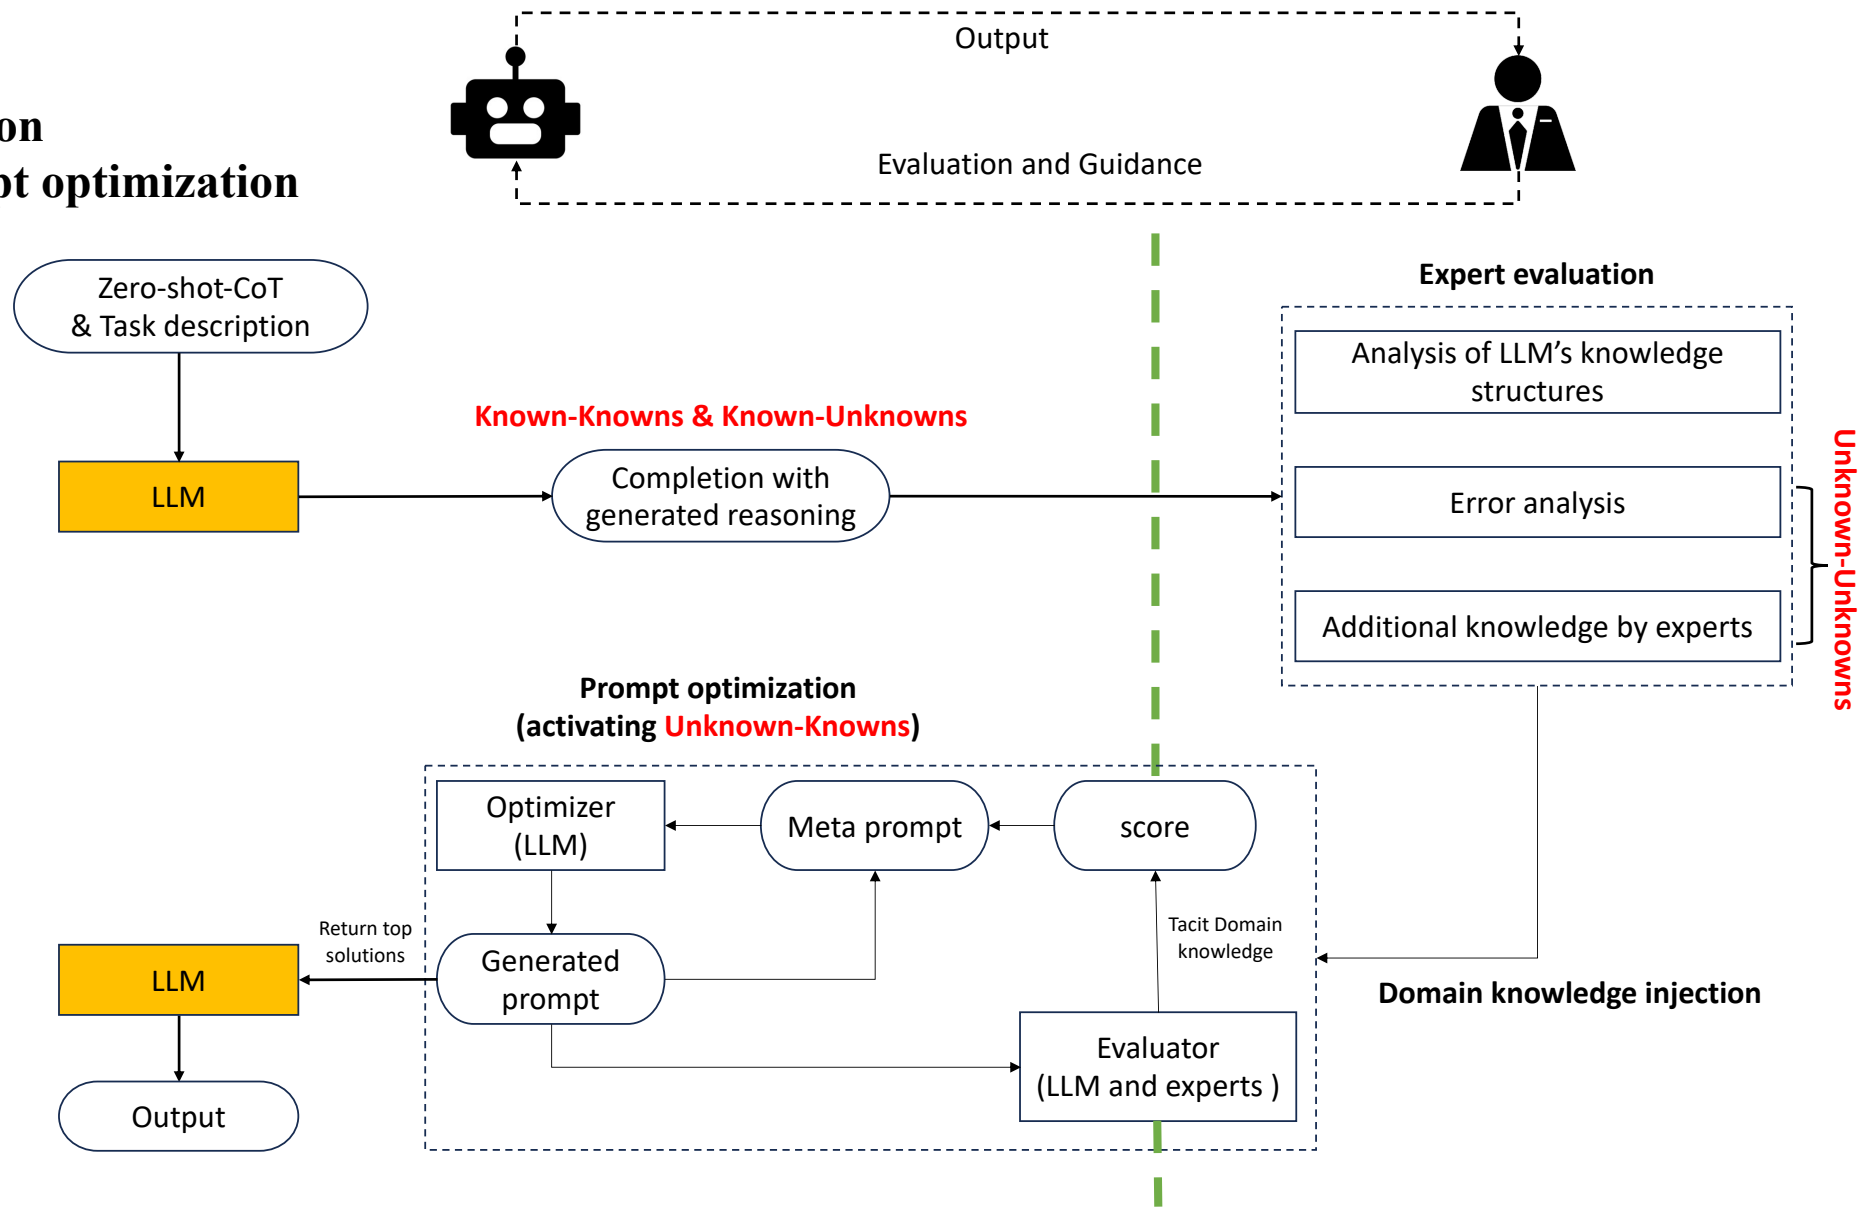 Output
on
pt optimization
Evaluation and Guidance
Zero-shot-CoT
& Task description
Expert evaluation
Analysis of LLM’s knowledge
structures
Known-Knowns & Known-Unknowns
LLM
Completion with
generated reasoning
Error analysis
Unknown-Unknowns
Additional knowledge by experts
Prompt optimization
(activating Unknown-Knowns)
Optimizer
(LLM)
Meta prompt
score
Return top
solutions
Tacit Domain
knowledge
LLM
Generated
prompt
Domain knowledge injection
Evaluator
(LLM and experts )
Output